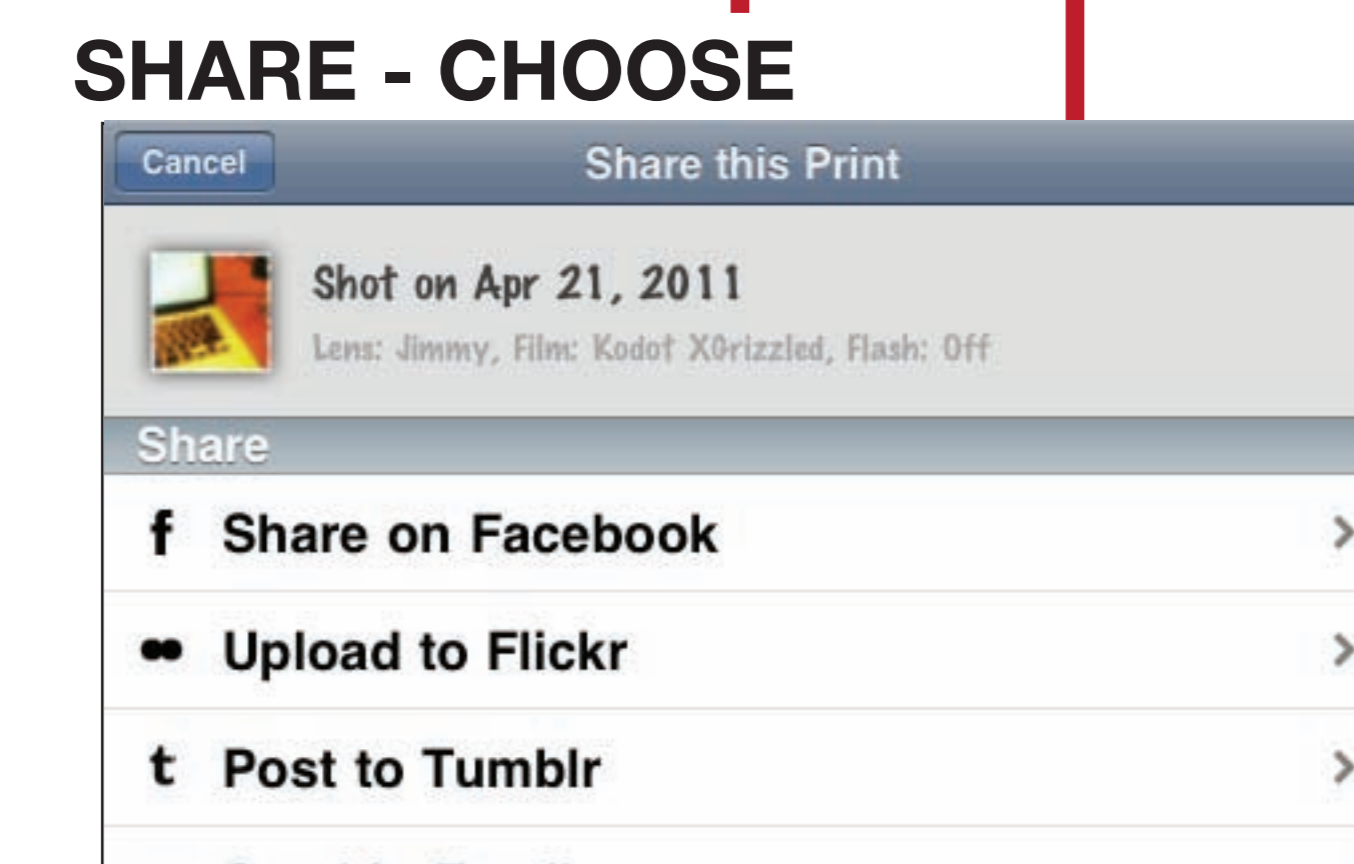 SHARE - CHOOSE
Cancel
Share this Print
Shot on Apr 21, 2011
Lens: Jimmy, Film: Kodot XGrizzled, Flash: Off
Share
f Share on Facebook
Upload to Flickr
t Post to Tumblr